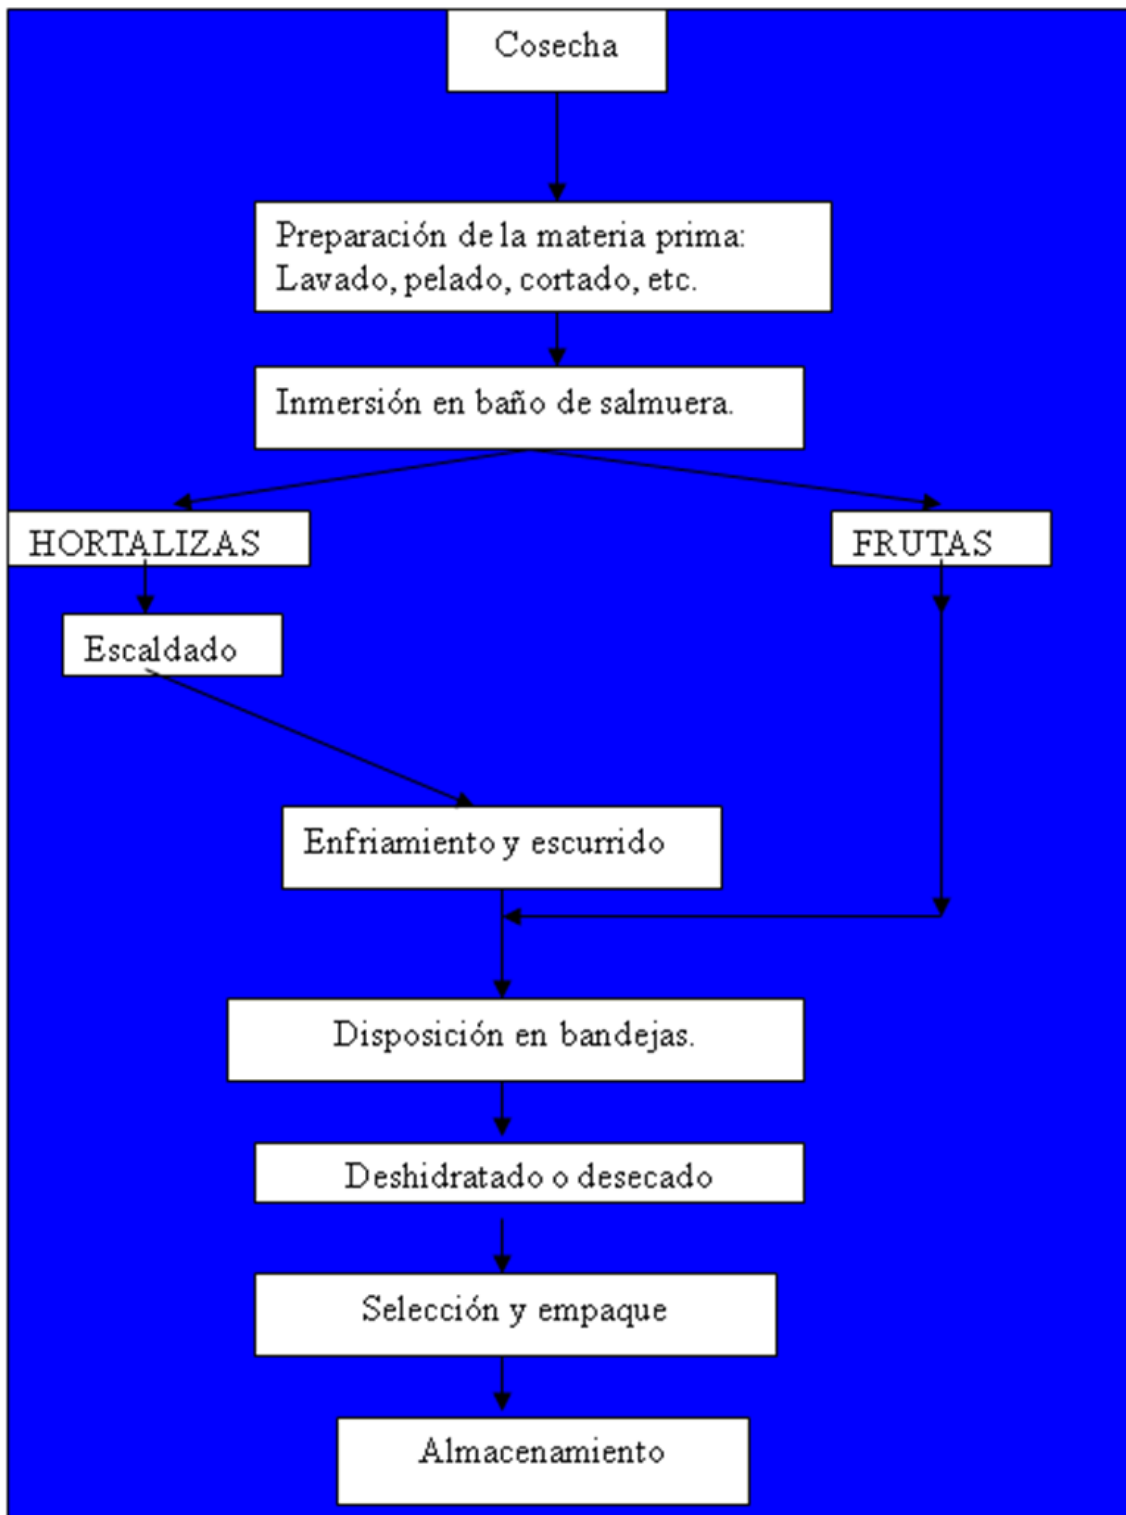 Cosecha
Preparación de la materia prima:
Lavado, pelado, cortado, etc.
Inmersión en baño de salmuera.
HORTALIZAS
FRUTAS
Escaldado
Enfriamiento y escurrido
Disposición en bandejas.
Deshidratado o desecado
Selección y empaque
Almacenamiento